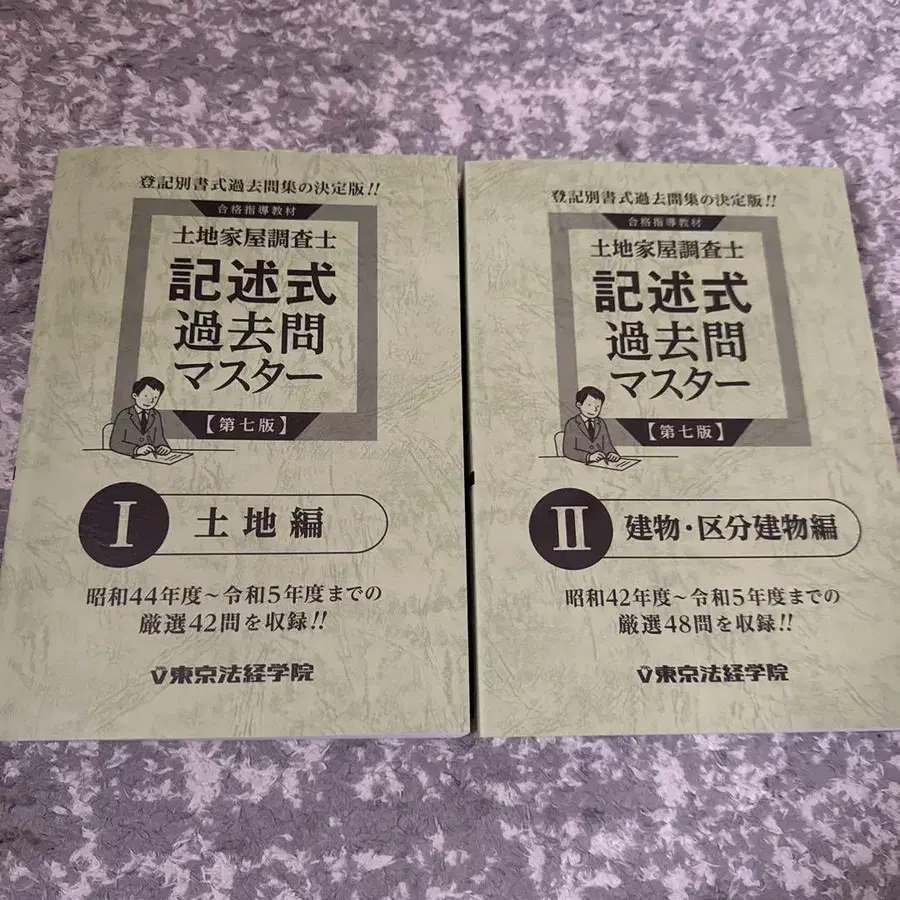 登記別書式過去問集の決定版!!
合格指導教材
土地家屋調査士
記述式
過去問
マスター
【第七版】
I 土地編
昭和44年度～令和5年度までの
厳選42問を収録!!
東京法経学院
登記別書式過去問集の決定版!!
合格指導教材
土地家屋調査士
記述式
過去問
マスター
【第七版】
II 建物・区分建物編
昭和42年度～令和5年度までの
厳選48問を収録!!
東京法経学院